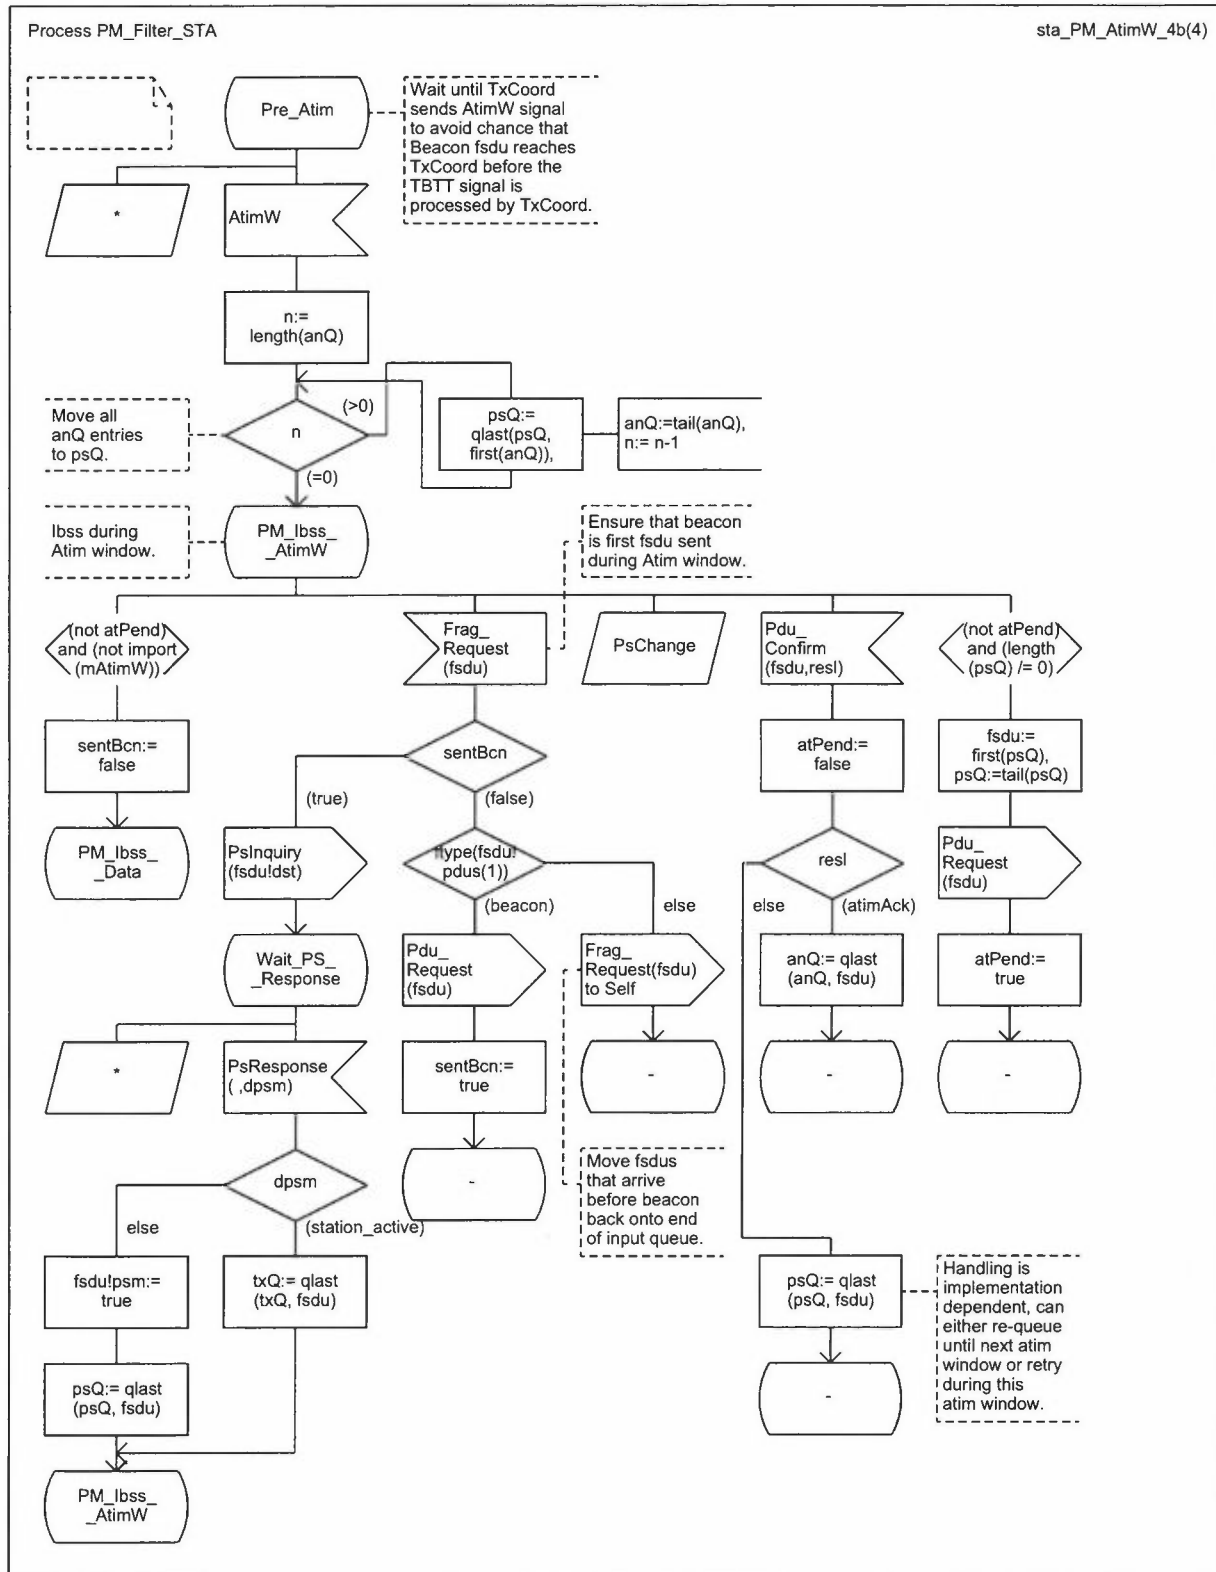 Process PM_Filter_STA
sta_PM_AtimW_4b(4)
Pre_Atim
Wait until TxCoord
sends AtimW signal
to avoid chance that
Beacon fsdu reaches
TxCoord before the
TBTT signal is
processed by TxCoord.
*
AtimW
n:=
length(anQ)
Move all
anQ entries
to psQ.
n
(>0)
(=0)
psQ:=
qlast(psQ,
first(anQ)),
anQ:=tail(anQ),
n:= n-1
Ibss during
Atim window.
PM_Ibss_
_AtimW
Ensure that beacon
is first fsdu sent
during Atim window.
(not atPend)
and (not import
(mAtimW))
Frag_
Request
(fsdu)
PsChange
Pdu_
Confirm
(fsdu,resl)
(not atPend)
and (length
(psQ) /= 0)
sentBcn:=
false
sentBcn
(true)
(false)
atPend:=
false
fsdu:=
first(psQ),
psQ:=tail(psQ)
PM_Ibss_
_Data
PsInquiry
(fsdu!dst)
ftype(fsdu!
pdus(1))
(beacon)
else
resl
else
(atimAck)
Pdu_
Request
(fsdu)
Wait_PS_
_Response
Pdu_
Request
(fsdu)
Frag_
Request(fsdu)
to Self
anQ:= qlast
(anQ, fsdu)
atPend:=
true
*
PsResponse
( ,dpsm)
sentBcn:=
true
-
-
-
dpsm
else
(station_active)
-
Move fsdus
that arrive
before beacon
back onto end
of input queue.
fsdu!psm:=
true
txQ:= qlast
(txQ, fsdu)
psQ:= qlast
(psQ, fsdu)
Handling is
implementation
dependent, can
either re-queue
until next atim
window or retry
during this
atim window.
psQ:= qlast
(psQ, fsdu)
-
PM_Ibss_
_AtimW